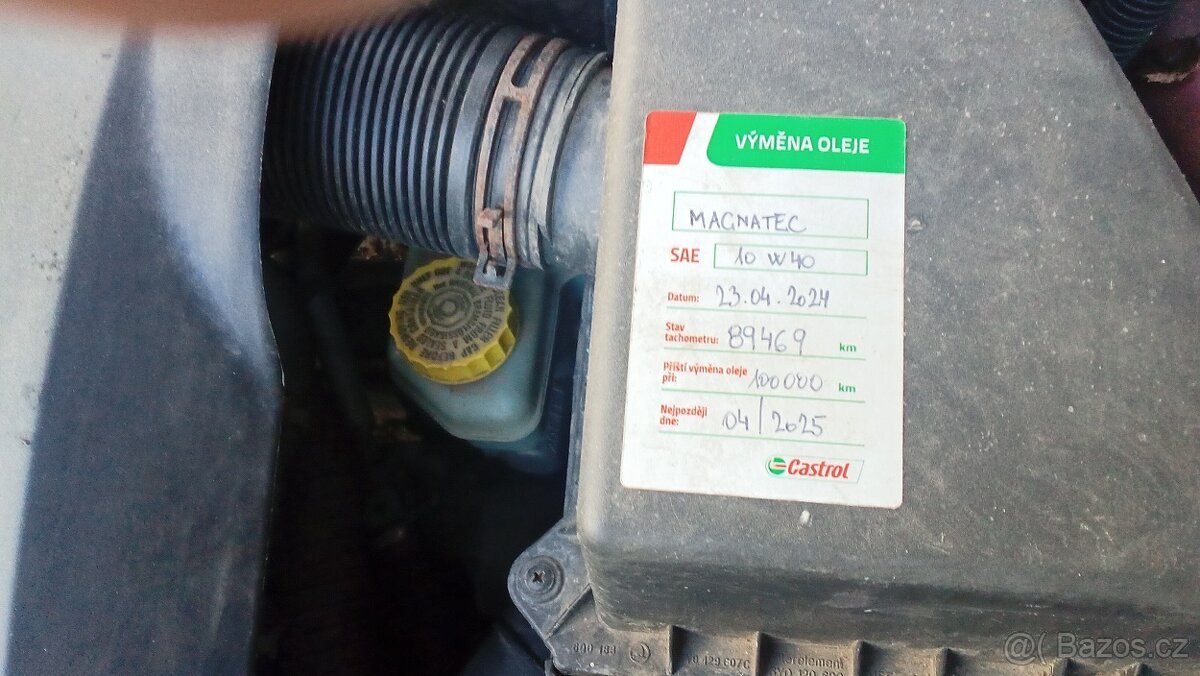 VÝMĚNA OLEJE
MAGNATEC
SAE 10 W40
Datum: 23.04.2024
Stav
tachometru: 89469 km
Příští výměna oleje
při: 100000 km
Nejpozději
dne: 04/2025
Castrol
@( Bazos.cz